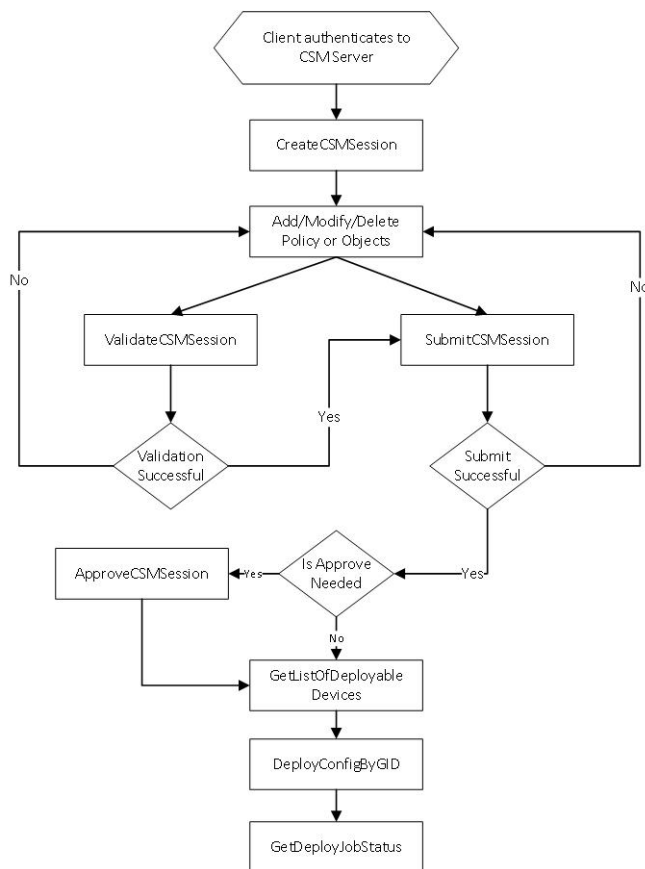 Client authenticates to
CSM Server
CreateCSMSession
Add/Modify/Delete
Policy or Objects
No
No
ValidateCSMSession
SubmitCSMSession
Yes
Validation
Successful
Submit
Successful
Is Approve
Needed
ApproveCSMSession
Yes
Yes
No
GetListOfDeployable
Devices
DeployConfigByGID
GetDeployJobStatus